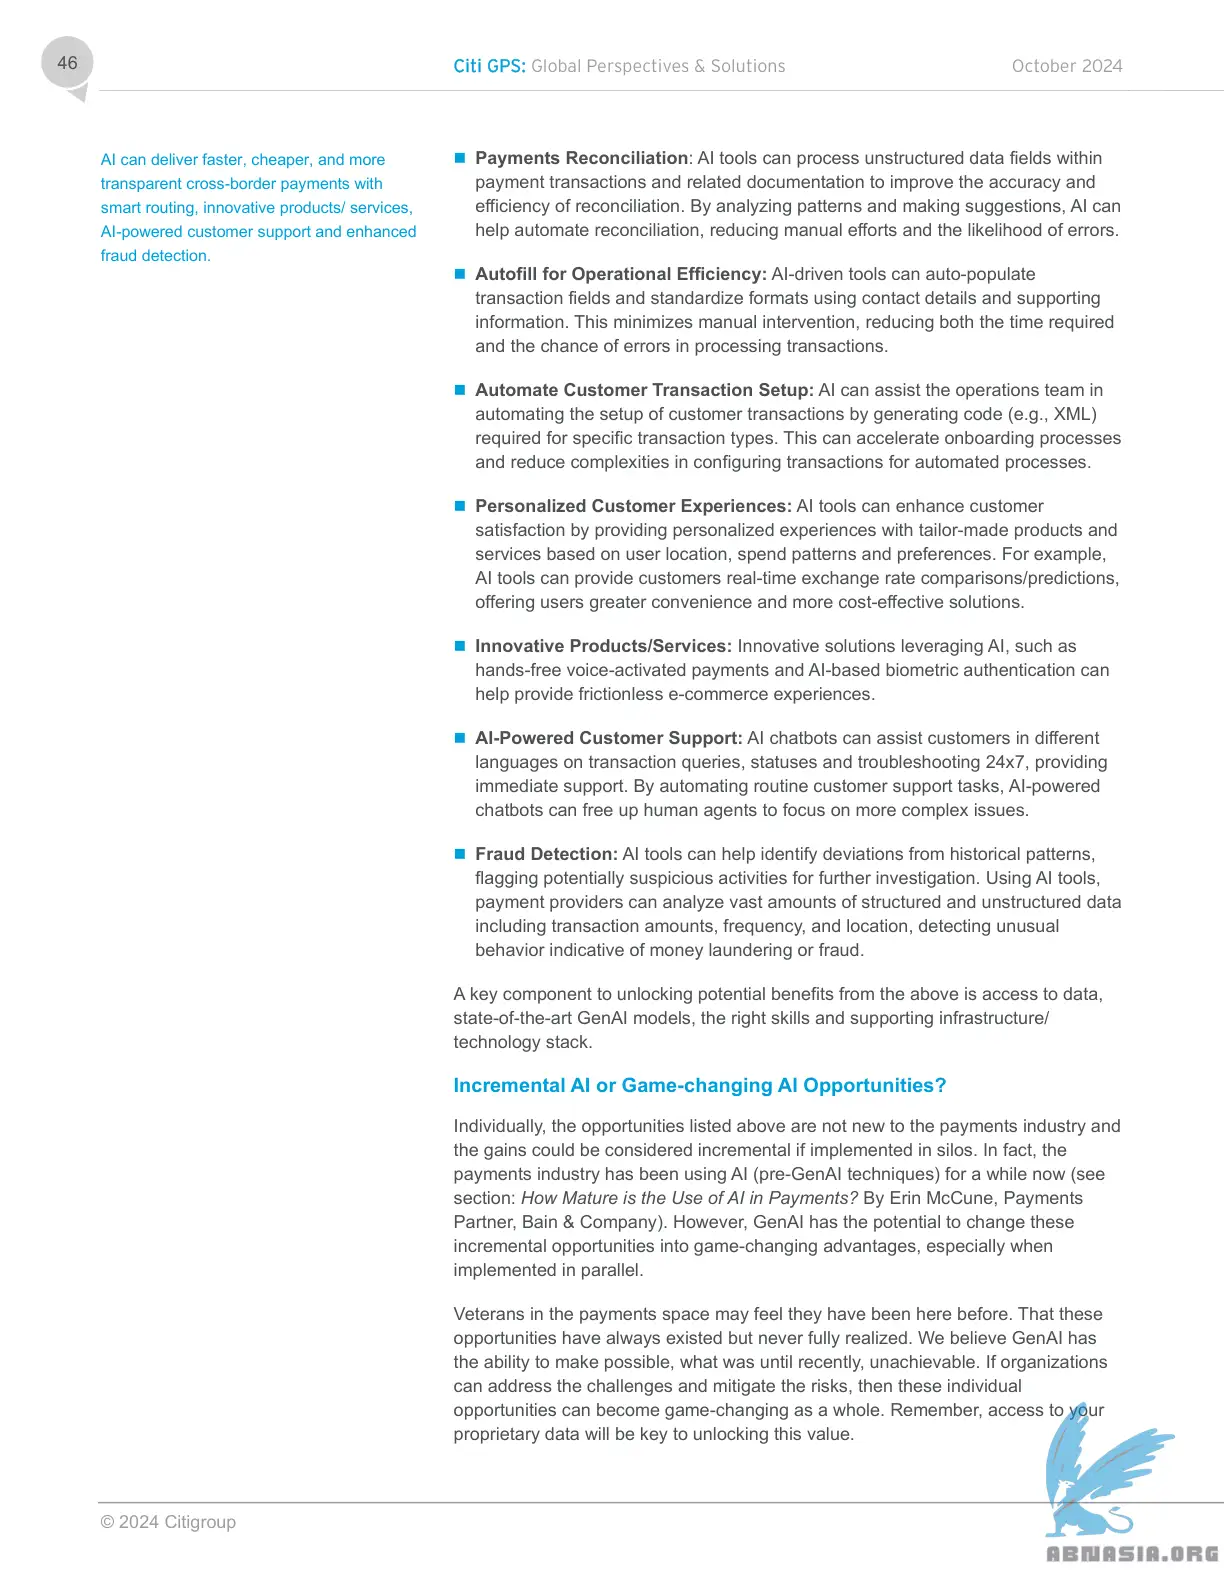 46
Citi GPS: Global Perspectives & Solutions
October 2024
AI can deliver faster, cheaper, and more
transparent cross-border payments with
smart routing, innovative products/ services,
AI-powered customer support and enhanced
fraud detection.
Payments Reconciliation: AI tools can process unstructured data fields within
payment transactions and related documentation to improve the accuracy and
efficiency of reconciliation. By analyzing patterns and making suggestions, AI can
help automate reconciliation, reducing manual efforts and the likelihood of errors.
Autofill for Operational Efficiency: AI-driven tools can auto-populate
transaction fields and standardize formats using contact details and supporting
information. This minimizes manual intervention, reducing both the time required
and the chance of errors in processing transactions.
Automate Customer Transaction Setup: AI can assist the operations team in
automating the setup of customer transactions by generating code (e.g., XML)
required for specific transaction types. This can accelerate onboarding processes
and reduce complexities in configuring transactions for automated processes.
Personalized Customer Experiences: AI tools can enhance customer
satisfaction by providing personalized experiences with tailor-made products and
services based on user location, spend patterns and preferences. For example,
AI tools can provide customers real-time exchange rate comparisons/predictions,
offering users greater convenience and more cost-effective solutions.
Innovative Products/Services: Innovative solutions leveraging AI, such as
hands-free voice-activated payments and AI-based biometric authentication can
help provide frictionless e-commerce experiences.
AI-Powered Customer Support: AI chatbots can assist customers in different
languages on transaction queries, statuses and troubleshooting 24x7, providing
immediate support. By automating routine customer support tasks, AI-powered
chatbots can free up human agents to focus on more complex issues.
Fraud Detection: AI tools can help identify deviations from historical patterns,
flagging potentially suspicious activities for further investigation. Using AI tools,
payment providers can analyze vast amounts of structured and unstructured data
including transaction amounts, frequency, and location, detecting unusual
behavior indicative of money laundering or fraud.
A key component to unlocking potential benefits from the above is access to data,
state-of-the-art GenAI models, the right skills and supporting infrastructure/
technology stack.
Incremental AI or Game-changing AI Opportunities?
Individually, the opportunities listed above are not new to the payments industry and
the gains could be considered incremental if implemented in silos. In fact, the
payments industry has been using AI (pre-GenAI techniques) for a while now (see
section: How Mature is the Use of AI in Payments? By Erin McCune, Payments
Partner, Bain & Company). However, GenAI has the potential to change these
incremental opportunities into game-changing advantages, especially when
implemented in parallel.
Veterans in the payments space may feel they have been here before. That these
opportunities have always existed but never fully realized. We believe GenAI has
the ability to make possible, what was until recently, unachievable. If organizations
can address the challenges and mitigate the risks, then these individual
opportunities can become game-changing as a whole. Remember, access to your
proprietary data will be key to unlocking this value.
© 2024 Citigroup
ABNASIA.ORG